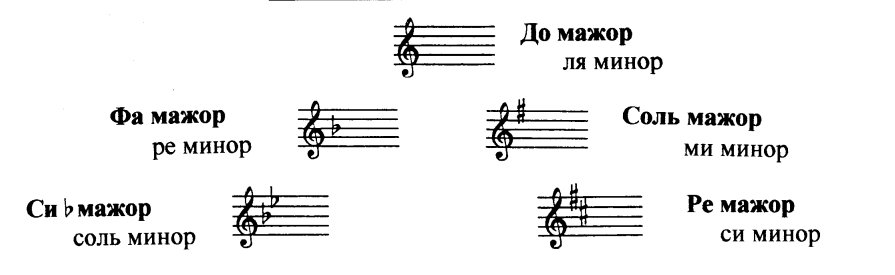 До мажор
ля минор
Фа мажор
ре минор
Соль мажор
ми минор
Си ♭ мажор
соль минор
Ре мажор
си минор